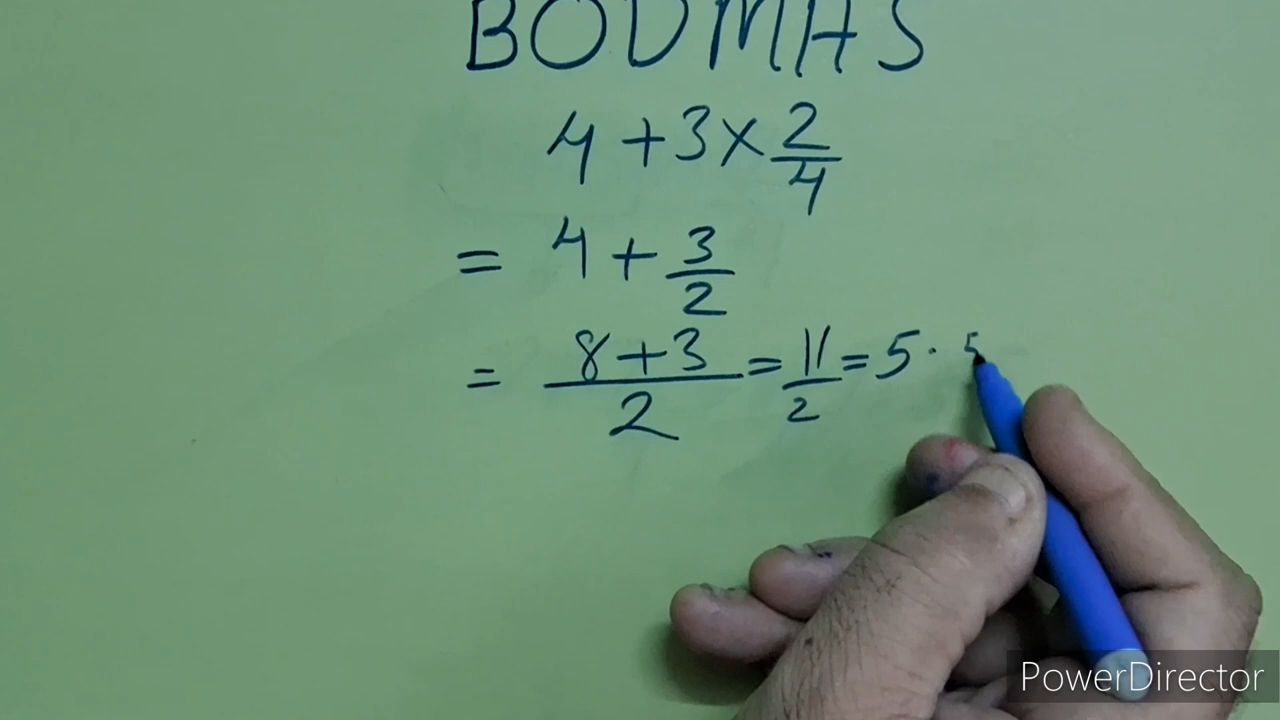 BODMAS
4 + 3 × 2/4
= 4 + 3/2
= 8 + 3/2 = 11/2 = 5.5
PowerDirector